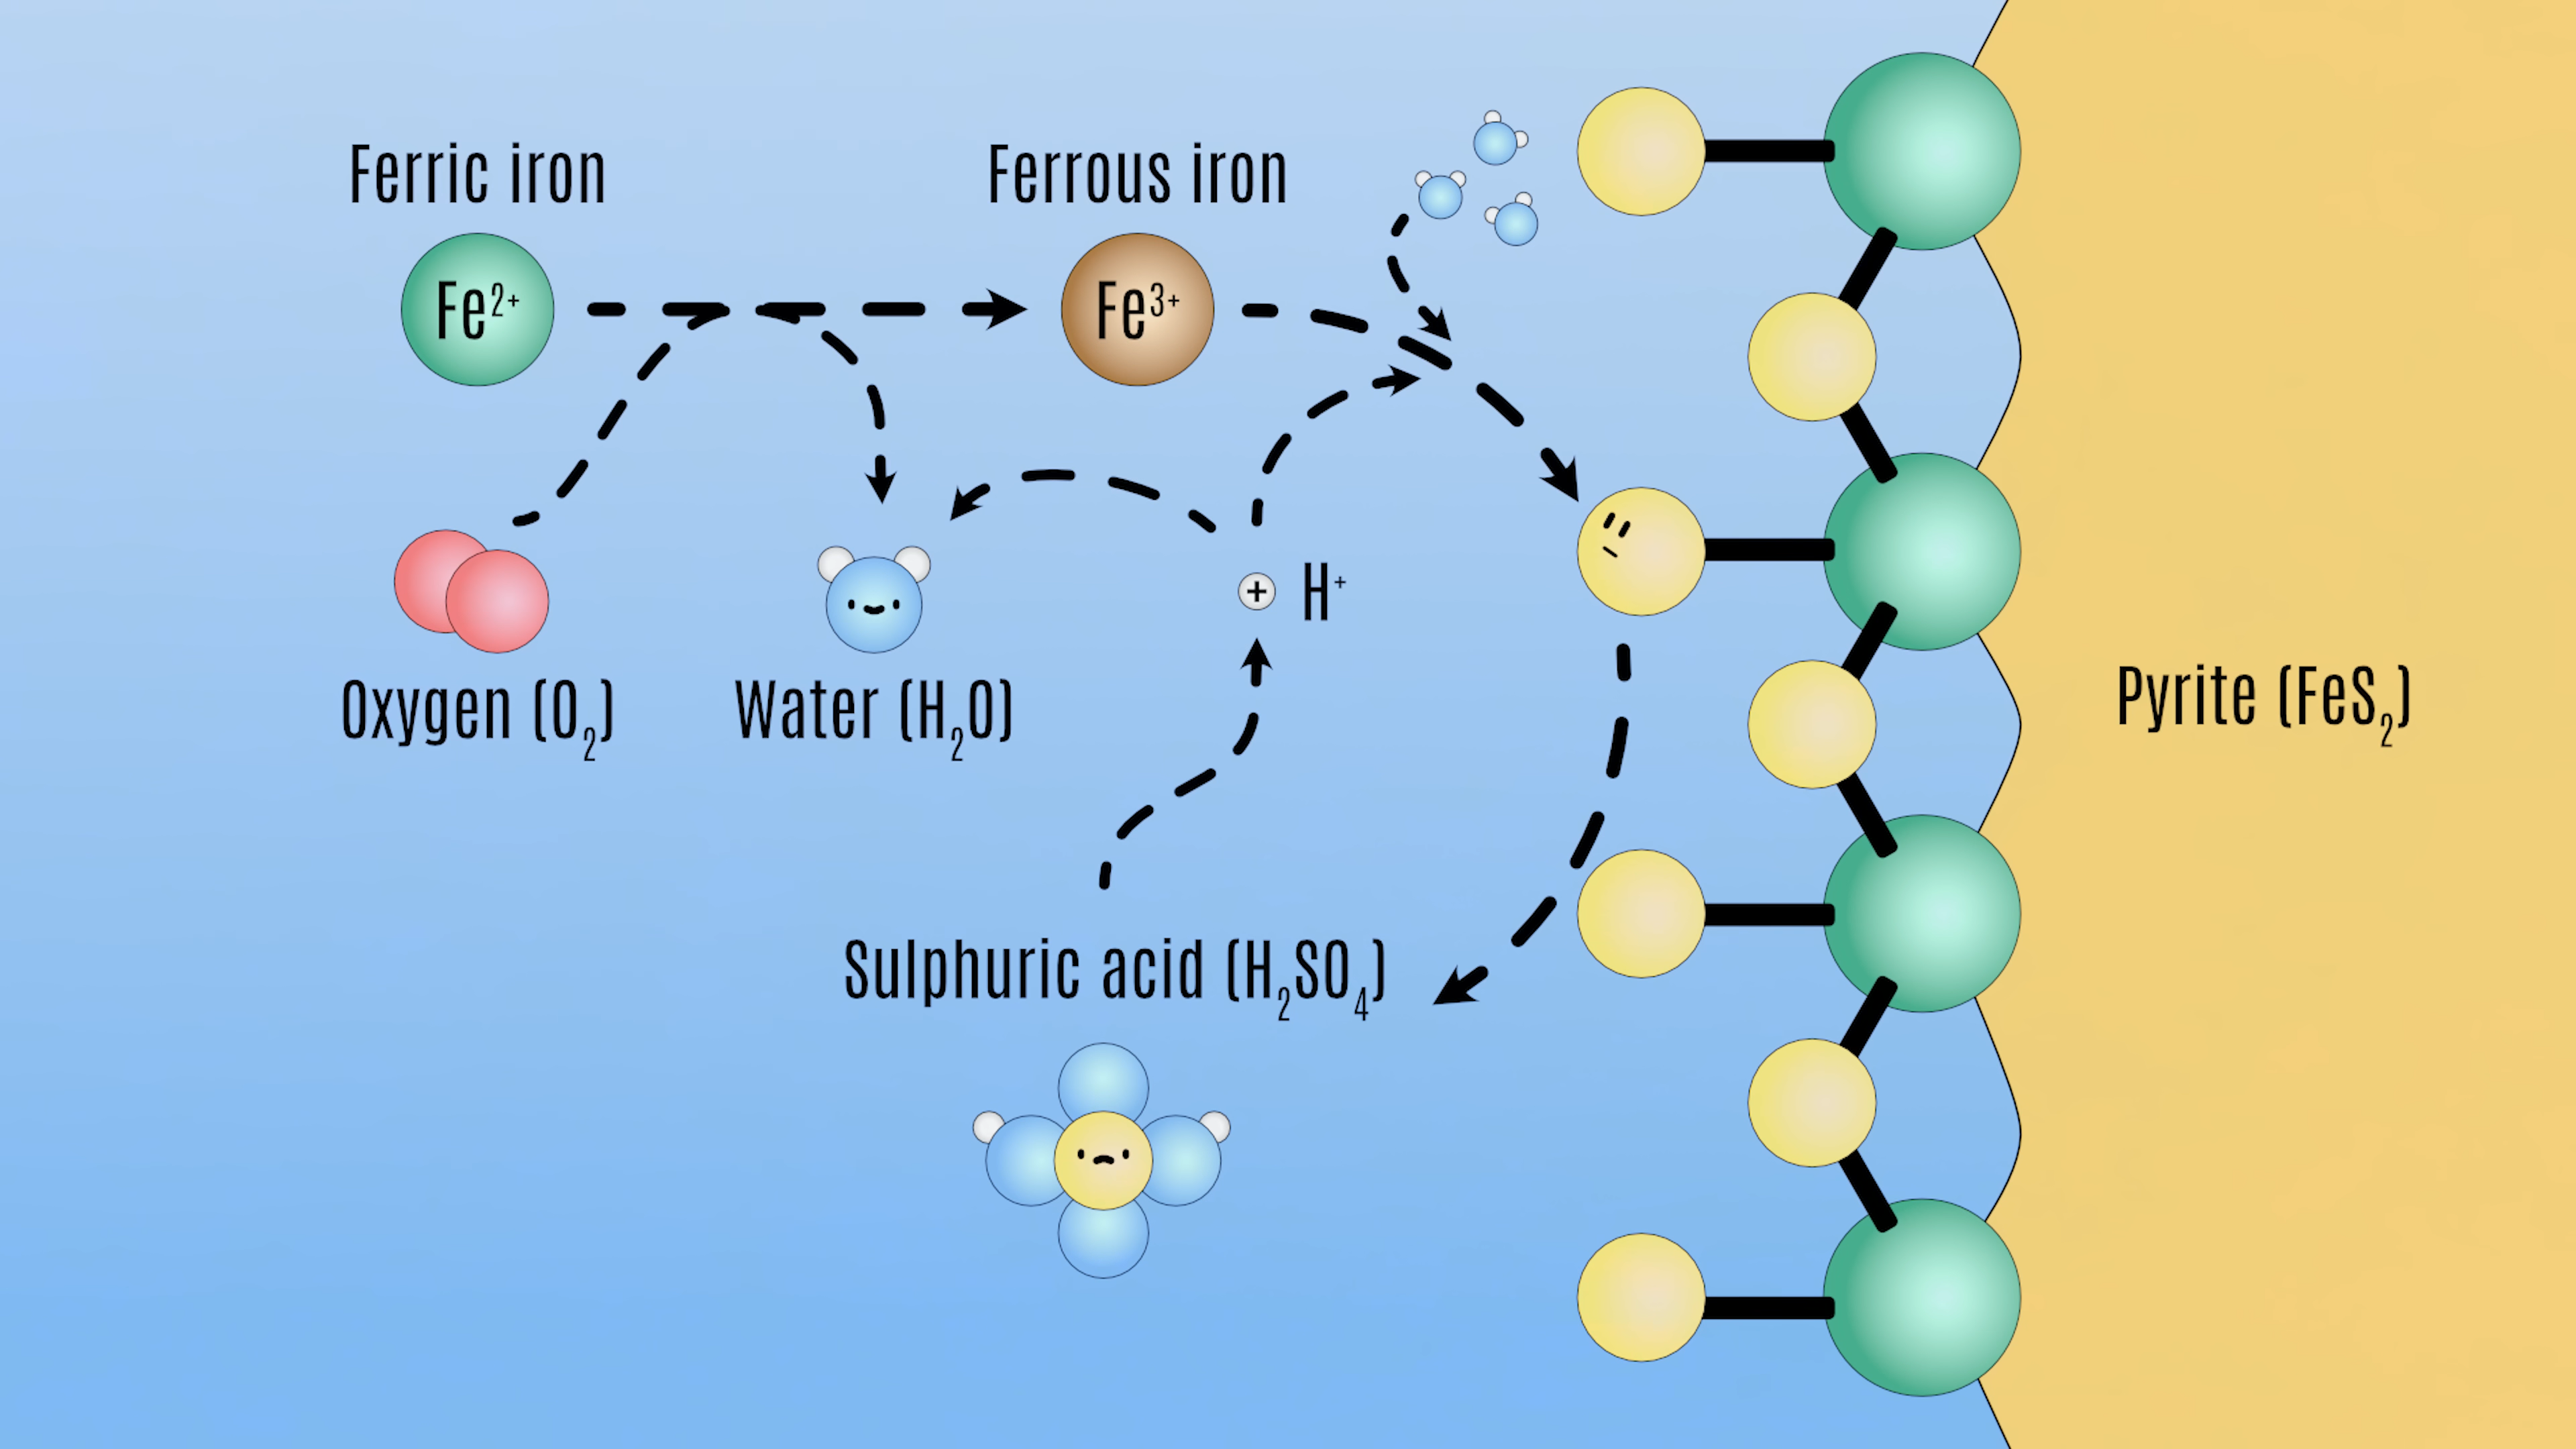 Ferric iron
Ferrous iron
Fe²⁺
Fe³⁺
+ H⁺
Oxygen (O₂)
Water (H₂O)
Pyrite (FeS₂)
Sulphuric acid (H₂SO₄)